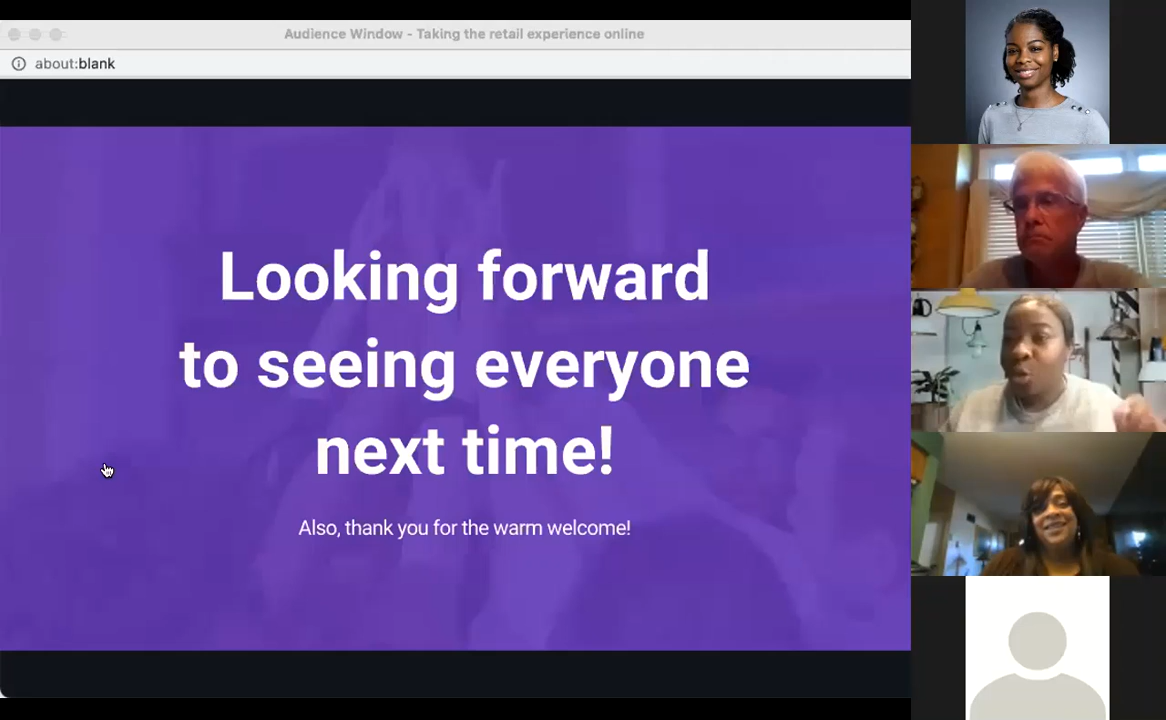 Audience Window - Taking the retail experience online
about:blank
Looking forward
to seeing everyone
next time!
Also, thank you for the warm welcome!